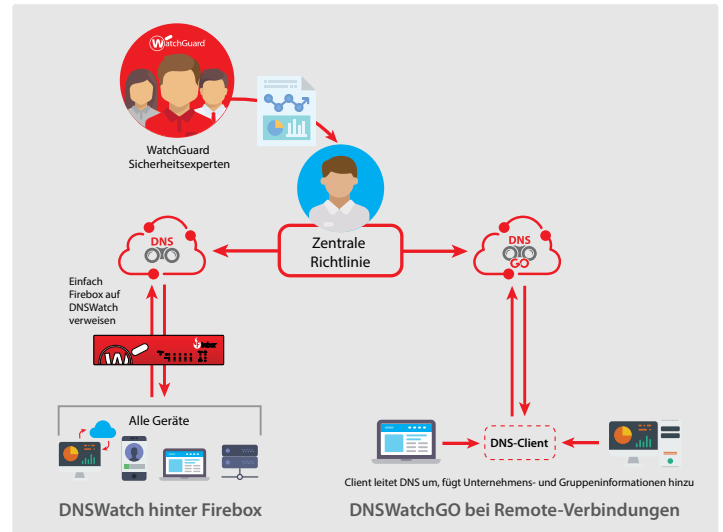 WatchGuard
WatchGuard
Sicherheitsexperten
Zentrale
Richtlinie
DNS
DNS
GO
Einfach
Firebox auf
DNSWatch
verweisen
Alle Geräte
DNS-Client
Client leitet DNS um, fügt Unternehmens- und Gruppeninformationen hinzu
DNSWatch hinter Firebox
DNSWatchGO bei Remote-Verbindungen